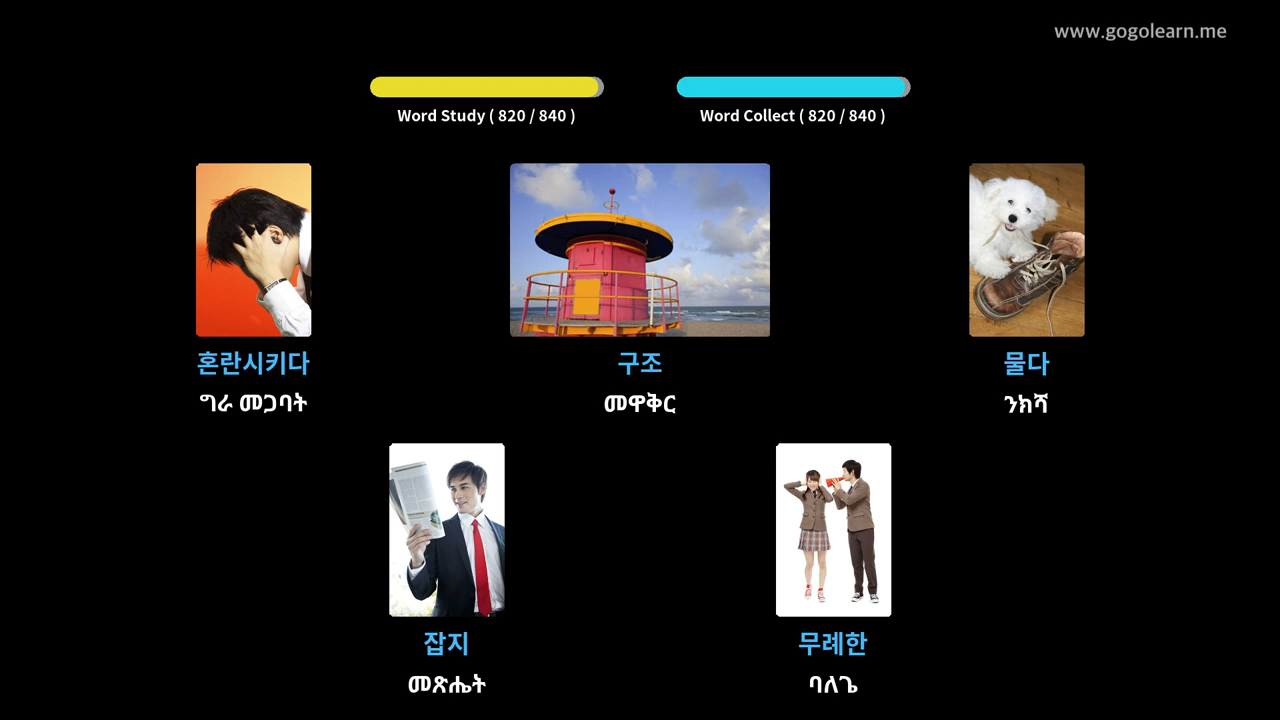 www.gogolearn.me
Word Study ( 820 / 840 )
Word Collect ( 820 / 840 )
혼란시키다
ግራ መጋባት
구조
መዋቅር
물다
ንክሻ
잡지
መጽሔት
무례한
ባለጌ